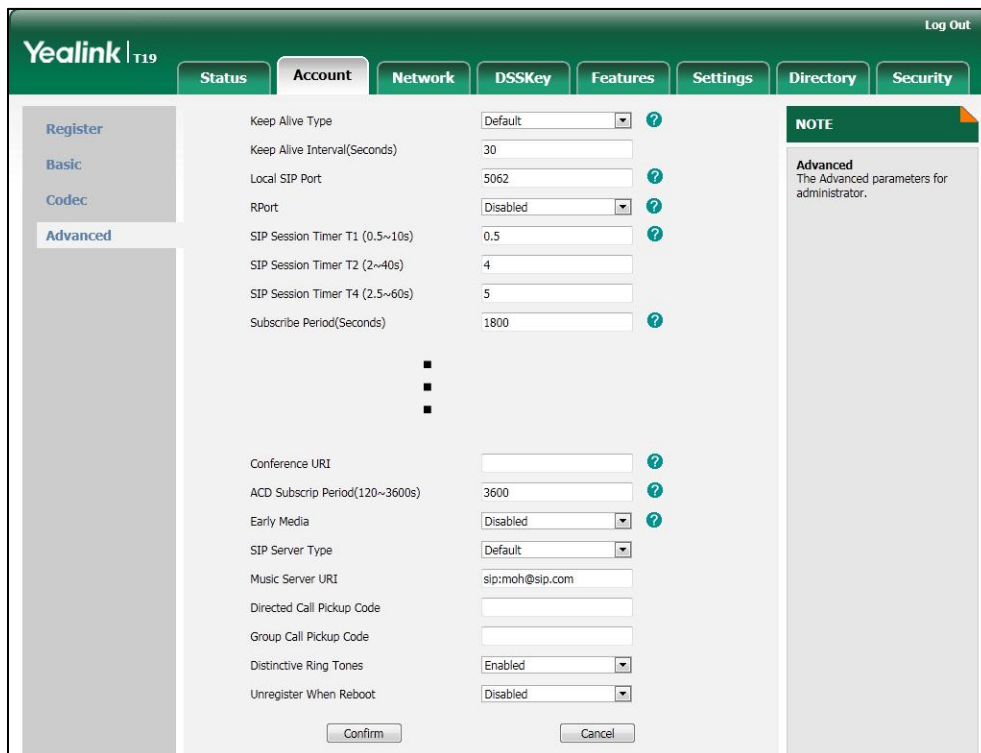 Log Out
Yealink | T19
Status Account Network DSSKey Features Settings Directory Security
Register
Basic
Codec
Advanced
Keep Alive Type Default ?
Keep Alive Interval(Seconds) 30
Local SIP Port 5062 ?
RPort Disabled ?
SIP Session Timer T1 (0.5~10s) 0.5 ?
SIP Session Timer T2 (2~40s) 4
SIP Session Timer T4 (2.5~60s) 5
Subscribe Period(Seconds) 1800 ?
Conference URI ?
ACD Subscrip Period(120~3600s) 3600 ?
Early Media Disabled ?
SIP Server Type Default
Music Server URI sip:moh@sip.com
Directed Call Pickup Code
Group Call Pickup Code
Distinctive Ring Tones Enabled
Unregister When Reboot Disabled
Confirm Cancel
NOTE
Advanced
The Advanced parameters for
administrator.